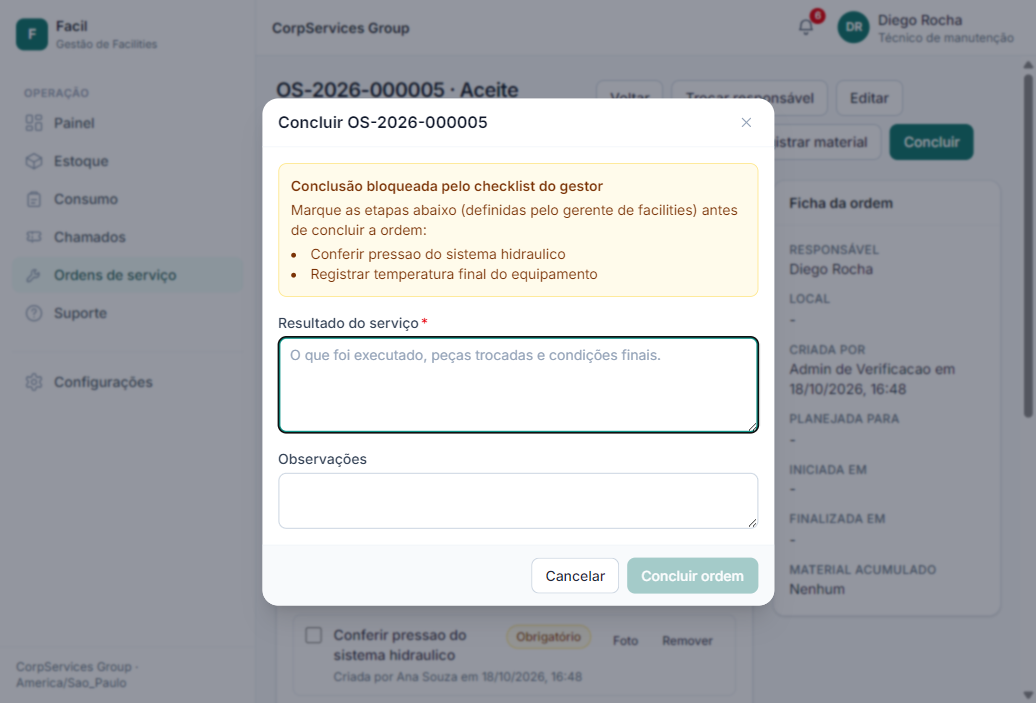 F
Facil
Gestão de Facilities
OPERAÇÃO
Painel
Estoque
Consumo
Chamados
Ordens de serviço
Suporte
Configurações
CorpServices Group ·
America/Sao_Paulo
CorpServices Group
6
DR
Diego Rocha
Técnico de manutenção
OS-2026-000005 · Aceite
Voltar
Trocar responsável
Editar
istrar material
Concluir
Concluir OS-2026-000005
Conclusão bloqueada pelo checklist do gestor
Marque as etapas abaixo (definidas pelo gerente de facilities) antes
de concluir a ordem:
• Conferir pressao do sistema hidraulico
• Registrar temperatura final do equipamento
Resultado do serviço *
O que foi executado, peças trocadas e condições finais.
Observações
Cancelar
Concluir ordem
Ficha da ordem
RESPONSÁVEL
Diego Rocha
LOCAL
-
CRIADA POR
Admin de Verificacao em
18/10/2026, 16:48
PLANEJADA PARA
-
INICIADA EM
-
FINALIZADA EM
-
MATERIAL ACUMULADO
Nenhum
Conferir pressao do
sistema hidraulico
Obrigatório
Foto
Remover
Criada por Ana Souza em 18/10/2026, 16:48